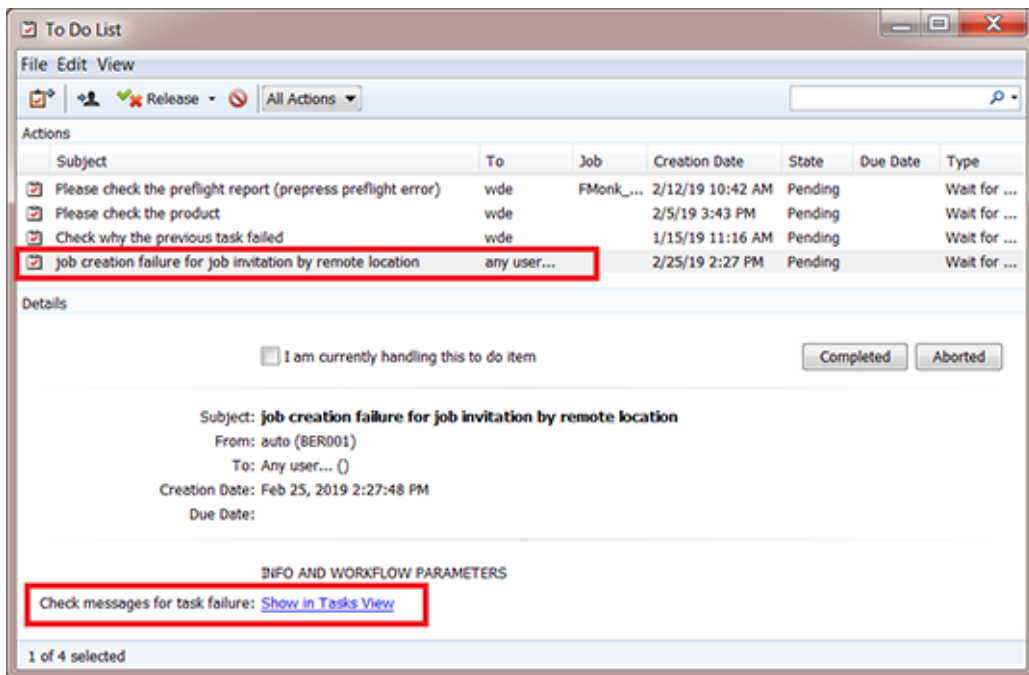 To Do List
File Edit View
Release All Actions
Actions
Subject To Job Creation Date State Due Date Type
Please check the preflight report (prepress preflight error) wde FMonk_... 2/12/19 10:42 AM Pending Wait for ...
Please check the product wde 2/5/19 3:43 PM Pending Wait for ...
Check why the previous task failed wde 1/15/19 11:16 AM Pending Wait for ...
job creation failure for job invitation by remote location any user... 2/25/19 2:27 PM Pending Wait for ...
Details
I am currently handling this to do item Completed Aborted
Subject: job creation failure for job invitation by remote location
From: auto (BER001)
To: Any user... ()
Creation Date: Feb 25, 2019 2:27:48 PM
Due Date:
INFO AND WORKFLOW PARAMETERS
Check messages for task failure: Show in Tasks View
1 of 4 selected